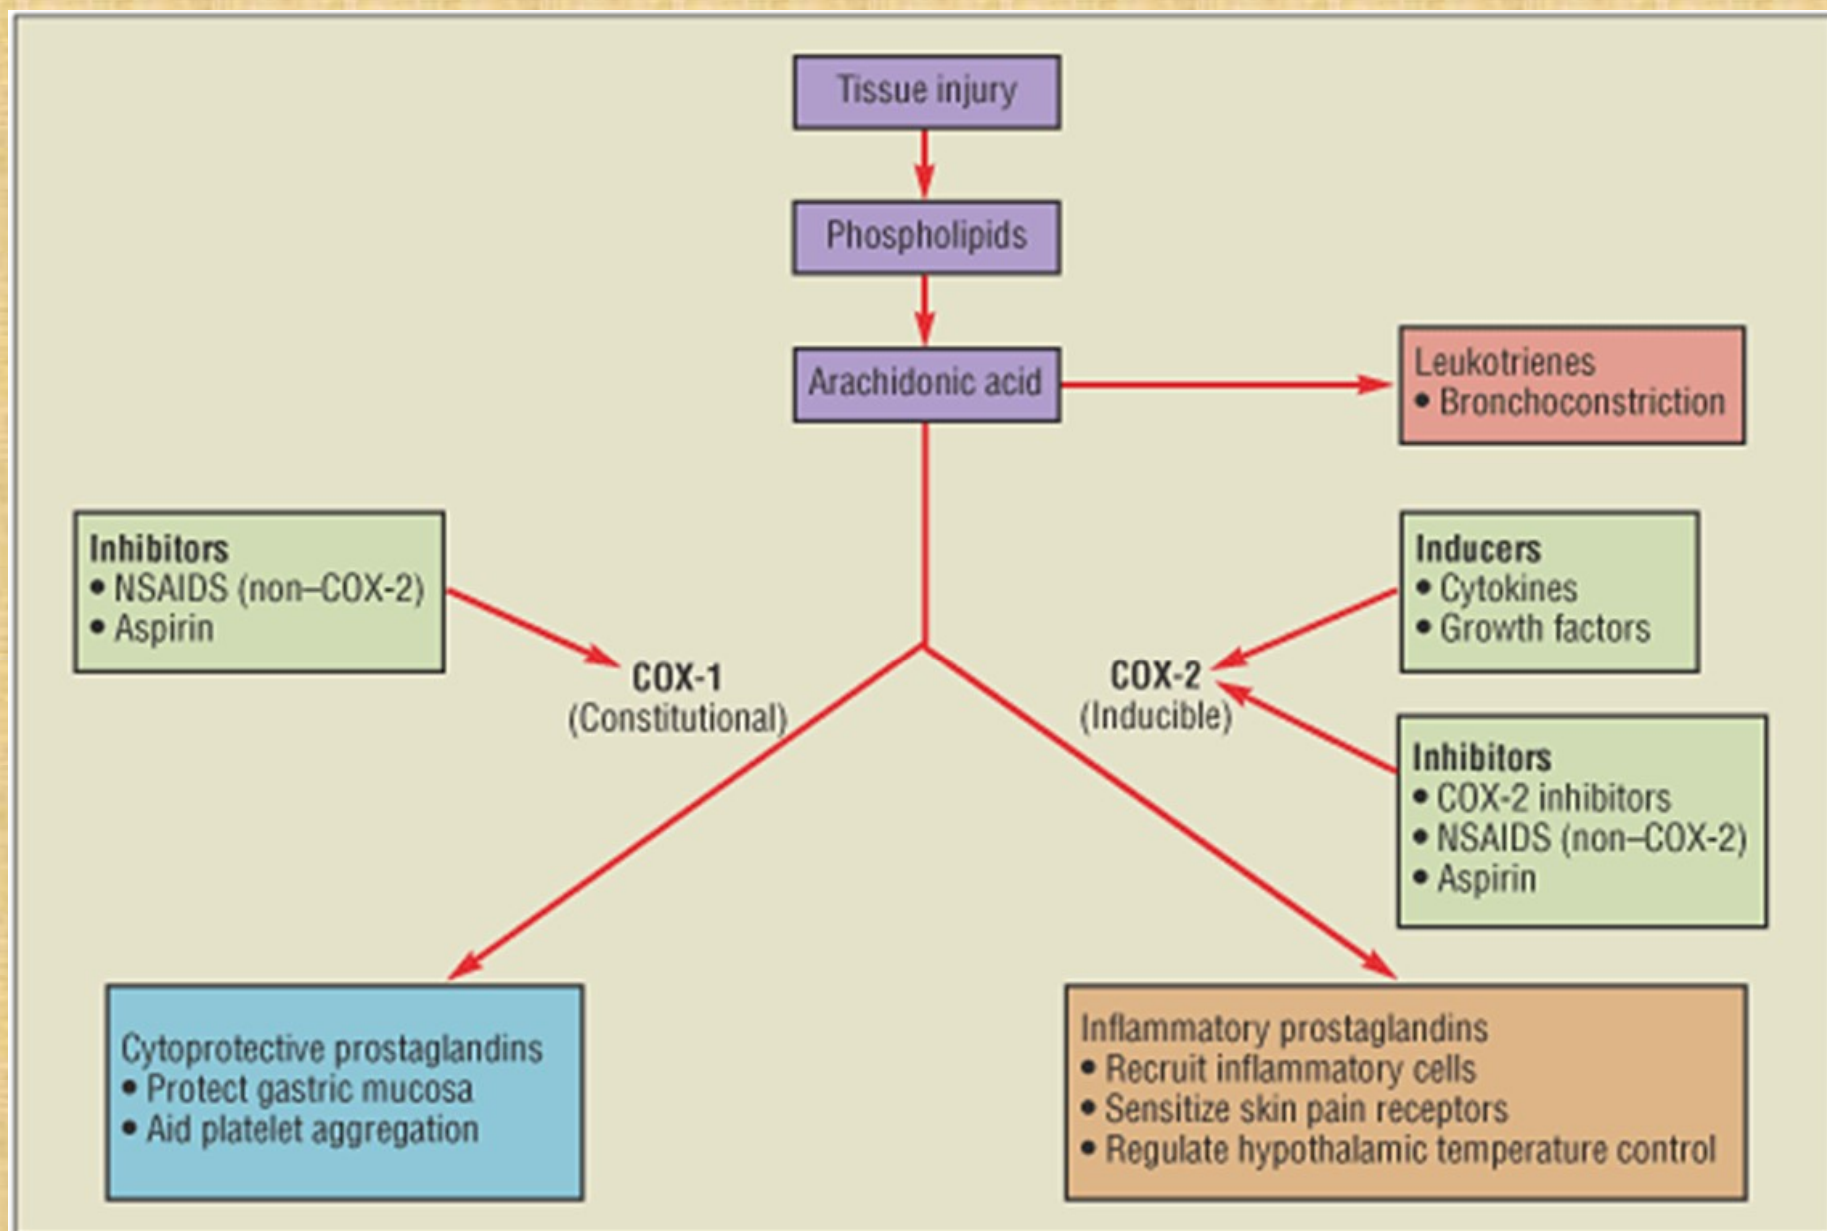 Tissue injury
Phospholipids
Arachidonic acid
Leukotrienes
• Bronchoconstriction
Inhibitors
• NSAIDS (non–COX-2)
• Aspirin
Inducers
• Cytokines
• Growth factors
COX-1
(Constitutional)
COX-2
(Inducible)
Inhibitors
• COX-2 inhibitors
• NSAIDS (non–COX-2)
• Aspirin
Cytoprotective prostaglandins
• Protect gastric mucosa
• Aid platelet aggregation
Inflammatory prostaglandins
• Recruit inflammatory cells
• Sensitize skin pain receptors
• Regulate hypothalamic temperature control